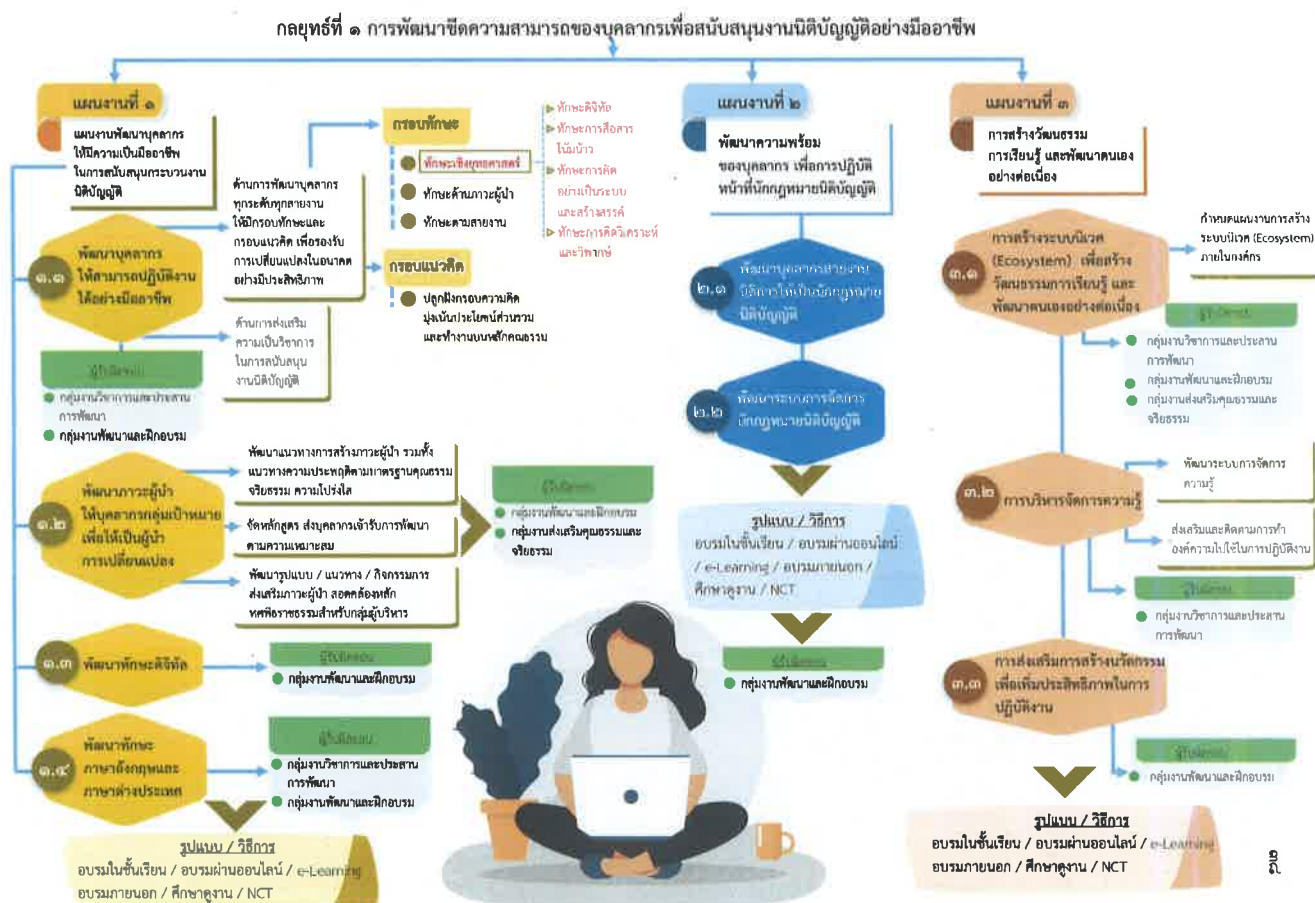 กลยุทธ์ที่ ๑ การพัฒนาขีดความสามารถของบุคลากรเพื่อสนับสนุนงานนิติบัญญัติอย่างมืออาชีพ
แผนงานที่ ๑
แผนงานพัฒนาบุคลากร
ให้มีความเป็นมืออาชีพ
ในการสนับสนุนกระบวนงาน
นิติบัญญัติ
๑.๑
พัฒนาบุคลากร
ให้สามารถปฏิบัติงาน
ได้อย่างมืออาชีพ
ด้านการพัฒนาบุคลากร
ทุกระดับทุกสายงาน
ให้มีกรอบทักษะและ
กรอบแนวคิด เพื่อรองรับ
การเปลี่ยนแปลงในอนาคต
อย่างมีประสิทธิภาพ
กรอบทักษะ
ทักษะเชิงยุทธศาสตร์
ทักษะด้านภาวะผู้นำ
ทักษะตามสายงาน
ทักษะดิจิทัล
ทักษะการสื่อสาร
โน้มน้าว
ทักษะการคิด
อย่างเป็นระบบ
และสร้างสรรค์
ทักษะการคิดวิเคราะห์
และวิพากษ์
กรอบแนวคิด
ปลูกฝังกรอบความคิด
มุ่งเน้นประโยชน์ส่วนรวม
และทำงานบนหลักคุณธรรม
ด้านการส่งเสริม
ความเป็นวิชาการ
ในการสนับสนุน
งานนิติบัญญัติ
ผู้รับผิดชอบ
กลุ่มงานวิชาการและประสาน
การพัฒนา
กลุ่มงานพัฒนาและฝึกอบรม
๑.๒
พัฒนาภาวะผู้นำ
ให้บุคลากรกลุ่มเป้าหมาย
เพื่อให้เป็นผู้นำ
การเปลี่ยนแปลง
พัฒนาแนวทางการสร้างภาวะผู้นำ รวมทั้ง
แนวทางความประพฤติตามมาตรฐานคุณธรรม
จริยธรรม ความโปร่งใส
จัดหลักสูตร ส่งบุคลากรเข้ารับการพัฒนา
ตามความเหมาะสม
พัฒนารูปแบบ / แนวทาง / กิจกรรมการ
ส่งเสริมภาวะผู้นำ สอดคล้องหลัก
ทศพิธราชธรรมสำหรับกลุ่มผู้บริหาร
ผู้รับผิดชอบ
กลุ่มงานพัฒนาและฝึกอบรม
กลุ่มงานส่งเสริมคุณธรรมและ
จริยธรรม
๑.๓
พัฒนาทักษะดิจิทัล
ผู้รับผิดชอบ
กลุ่มงานพัฒนาและฝึกอบรม
๑.๔
พัฒนาทักษะ
ภาษาอังกฤษและ
ภาษาต่างประเทศ
ผู้รับผิดชอบ
กลุ่มงานวิชาการและประสาน
การพัฒนา
กลุ่มงานพัฒนาและฝึกอบรม
รูปแบบ / วิธีการ
อบรมในชั้นเรียน / อบรมผ่านออนไลน์ / e-Learning
อบรมภายนอก / ศึกษาดูงาน / NCT
แผนงานที่ ๒
พัฒนาความพร้อม
ของบุคลากร เพื่อการปฏิบัติ
หน้าที่นักกฎหมายนิติบัญญัติ
๒.๑
พัฒนาบุคลากรสายงาน
นิติการให้เป็นนักกฎหมาย
นิติบัญญัติ
๒.๒
พัฒนาระบบการจัดการ
นักกฎหมายนิติบัญญัติ
รูปแบบ / วิธีการ
อบรมในชั้นเรียน / อบรมผ่านออนไลน์
/ e-Learning / อบรมภายนอก /
ศึกษาดูงาน / NCT
ผู้รับผิดชอบ
กลุ่มงานพัฒนาและฝึกอบรม
แผนงานที่ ๓
การสร้างวัฒนธรรม
การเรียนรู้ และพัฒนาตนเอง
อย่างต่อเนื่อง
๓.๑
การสร้างระบบนิเวศ
(Ecosystem) เพื่อสร้าง
วัฒนธรรมการเรียนรู้ และ
พัฒนาตนเองอย่างต่อเนื่อง
กำหนดแผนงานการสร้าง
ระบบนิเวศ (Ecosystem)
ภายในองค์กร
ผู้รับผิดชอบ
กลุ่มงานวิชาการและประสาน
การพัฒนา
กลุ่มงานพัฒนาและฝึกอบรม
กลุ่มงานส่งเสริมคุณธรรมและ
จริยธรรม
๓.๒
การบริหารจัดการความรู้
พัฒนาระบบการจัดการ
ความรู้
ส่งเสริมและติดตามการทำ
องค์ความไปใช้ในการปฏิบัติงาน
ผู้รับผิดชอบ
กลุ่มงานวิชาการและประสาน
การพัฒนา
๓.๓
การส่งเสริมการสร้างนวัตกรรม
เพื่อเพิ่มประสิทธิภาพในการ
ปฏิบัติงาน
ผู้รับผิดชอบ
กลุ่มงานพัฒนาและฝึกอบรม
รูปแบบ / วิธีการ
อบรมในชั้นเรียน / อบรมผ่านออนไลน์ / e-Learning
อบรมภายนอก / ศึกษาดูงาน / NCT